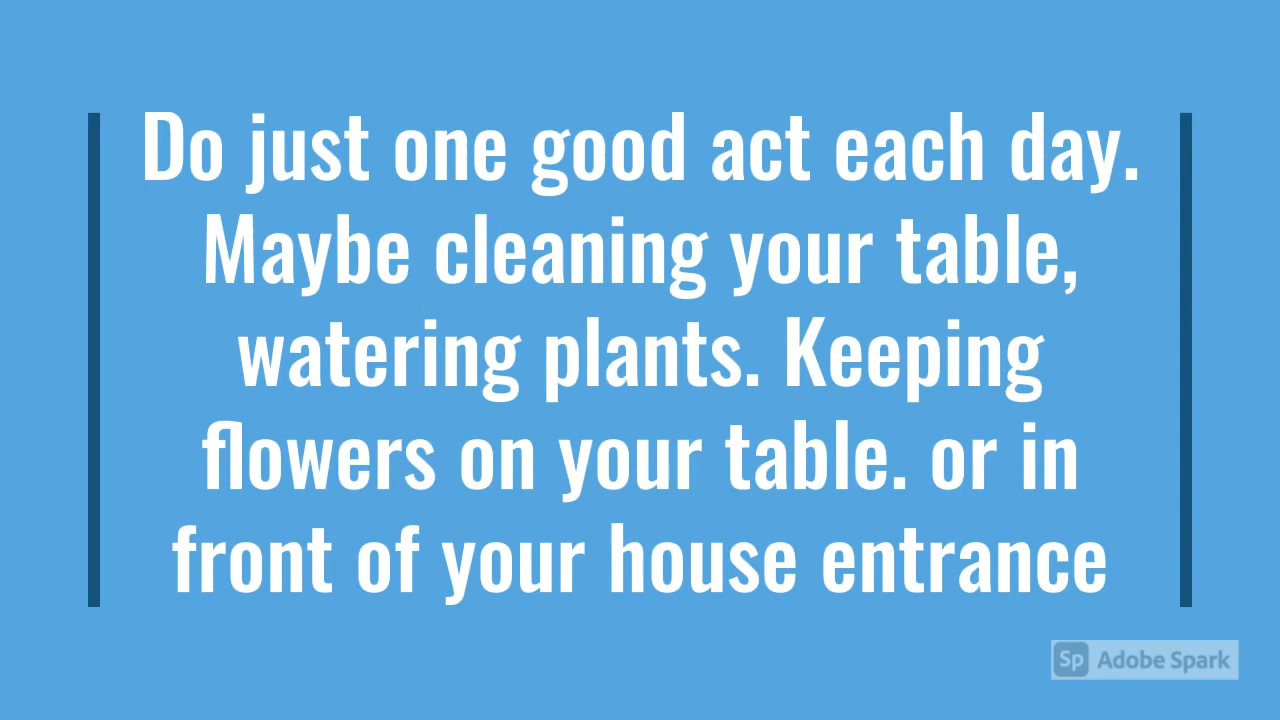 Do just one good act each day.
Maybe cleaning your table,
watering plants. Keeping
flowers on your table. or in
front of your house entrance
Sp Adobe Spark